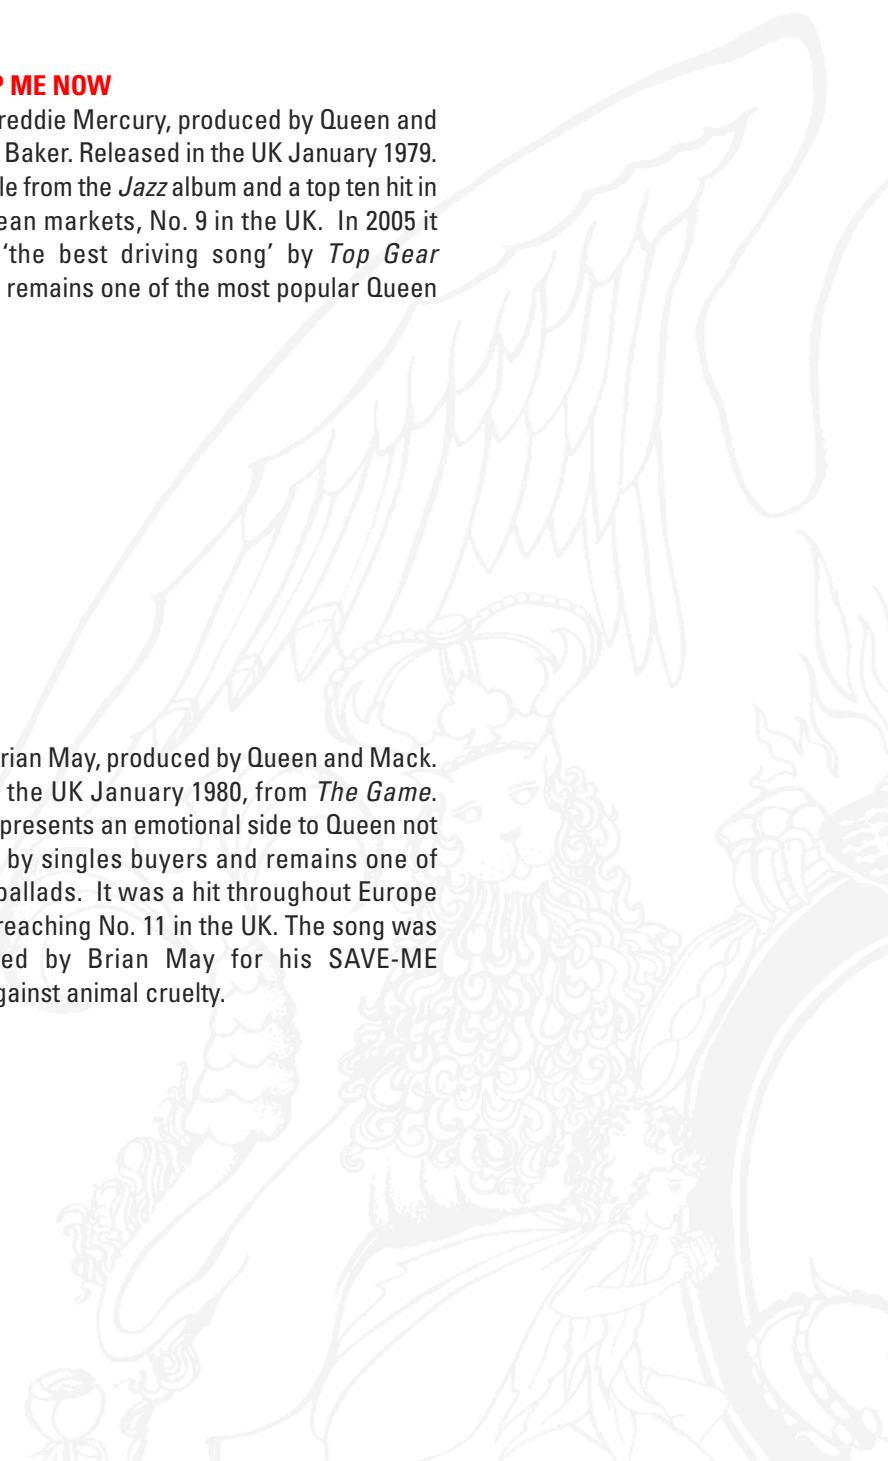 P ME NOW
reddie Mercury, produced by Queen and
Baker. Released in the UK January 1979.
le from the Jazz album and a top ten hit in
ean markets, No. 9 in the UK. In 2005 it
‘the best driving song’ by Top Gear
remains one of the most popular Queen
rian May, produced by Queen and Mack.
the UK January 1980, from The Game.
presents an emotional side to Queen not
by singles buyers and remains one of
ballads. It was a hit throughout Europe
reaching No. 11 in the UK. The song was
ed by Brian May for his SAVE-ME
gainst animal cruelty.